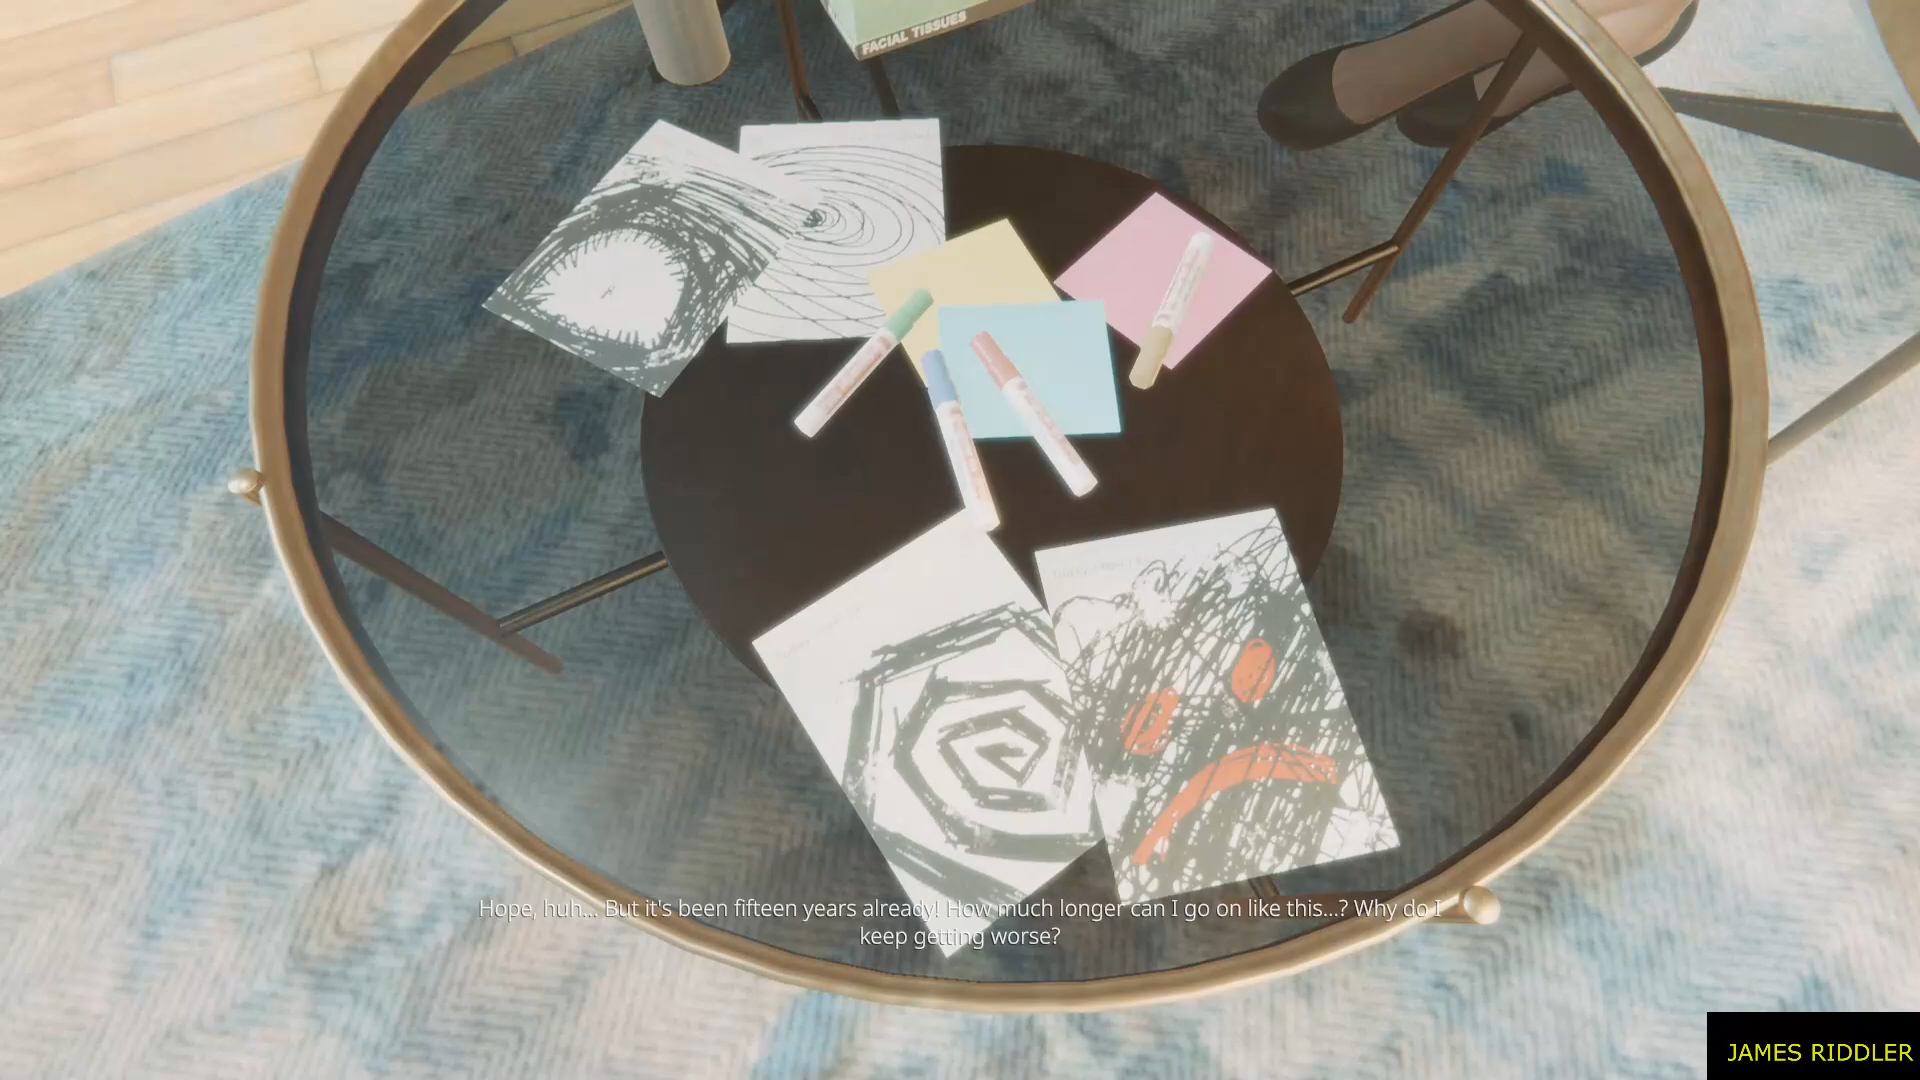 FACIAL TISSUES
Hope, huh... But it's been fifteen years already! How much longer can I go on like this...? Why do I
keep getting worse?
JAMES RIDDLER